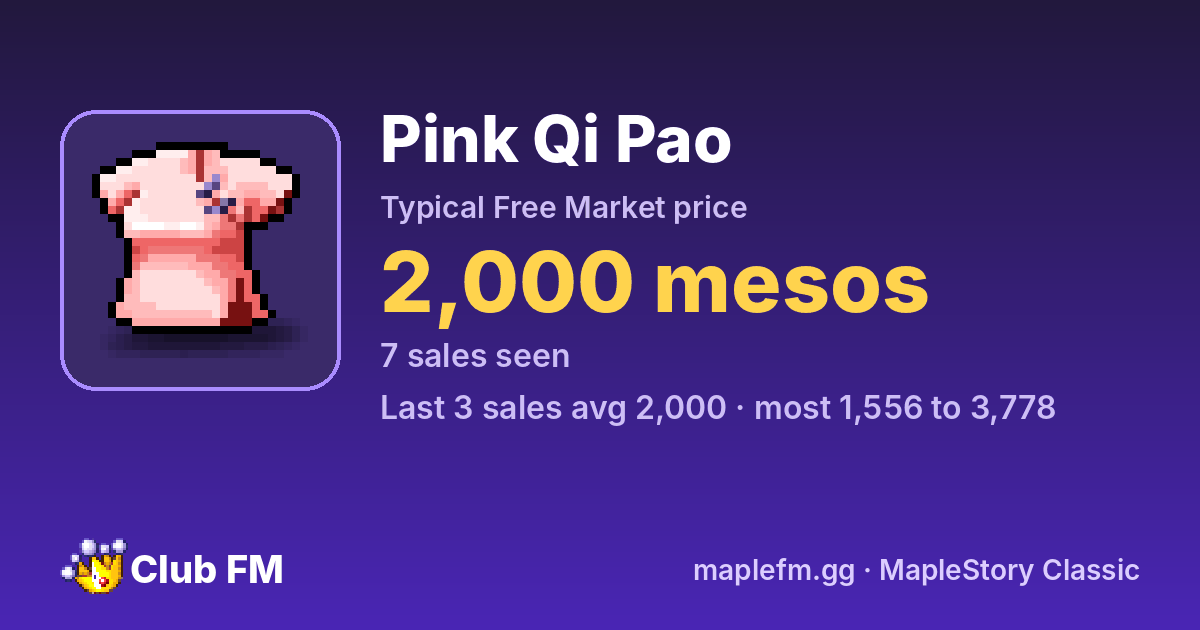 Pink Qi Pao
Typical Free Market price
2,000 mesos
7 sales seen
Last 3 sales avg 2,000 · most 1,556 to 3,778
Club FM
maplefm.gg · MapleStory Classic